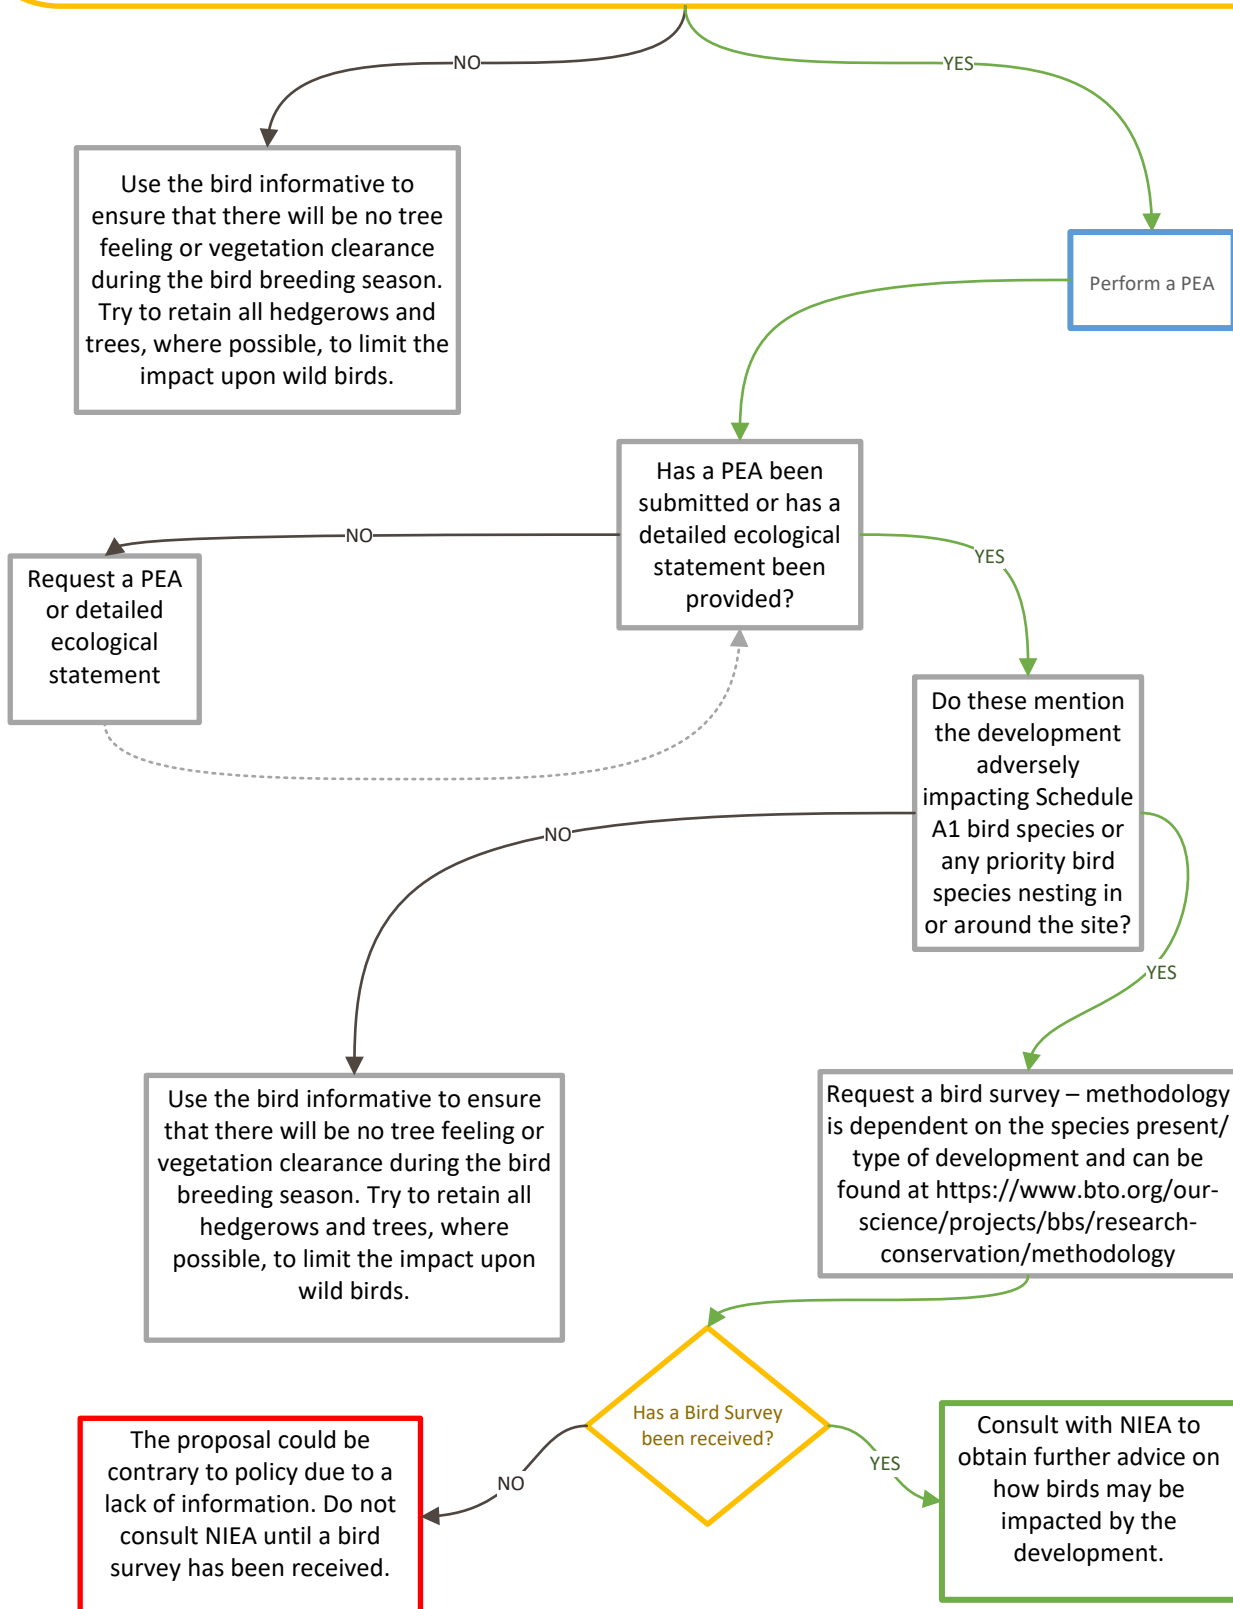 NO
YES
Use the bird informative to
ensure that there will be no tree
feeling or vegetation clearance
during the bird breeding season.
Try to retain all hedgerows and
trees, where possible, to limit the
impact upon wild birds.
Perform a PEA
Has a PEA been
submitted or has a
detailed ecological
statement been
provided?
NO
YES
Request a PEA
or detailed
ecological
statement
Do these mention
the development
adversely
impacting Schedule
A1 bird species or
any priority bird
species nesting in
or around the site?
NO
YES
Use the bird informative to ensure
that there will be no tree feeling or
vegetation clearance during the bird
breeding season. Try to retain all
hedgerows and trees, where
possible, to limit the impact upon
wild birds.
Request a bird survey – methodology
is dependent on the species present/
type of development and can be
found at https://www.bto.org/our-
science/projects/bbs/research-
conservation/methodology
Has a Bird Survey
been received?
NO
YES
The proposal could be
contrary to policy due to a
lack of information. Do not
consult NIEA until a bird
survey has been received.
Consult with NIEA to
obtain further advice on
how birds may be
impacted by the
development.